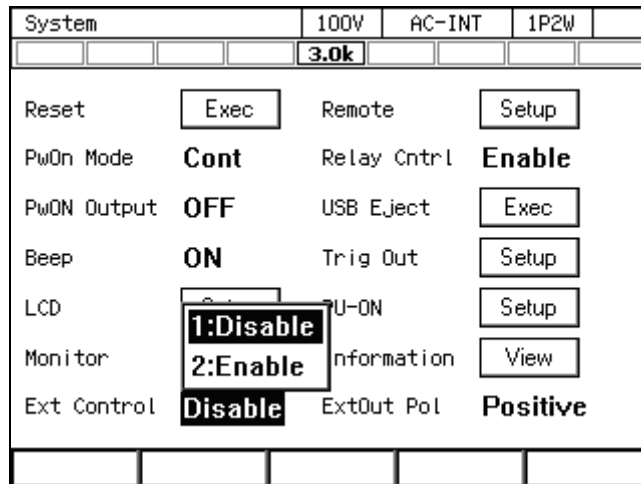 System 100V AC-INT 1P2W
3.0k
Reset Exec Remote Setup
PwOn Mode Cont Relay Cntrl Enable
PwON Output OFF USB Eject Exec
Beep ON Trig Out Setup
LCD PU-ON Setup
1:Disable
Monitor 2:Enable Information View
Ext Control Disable ExtOut Pol Positive